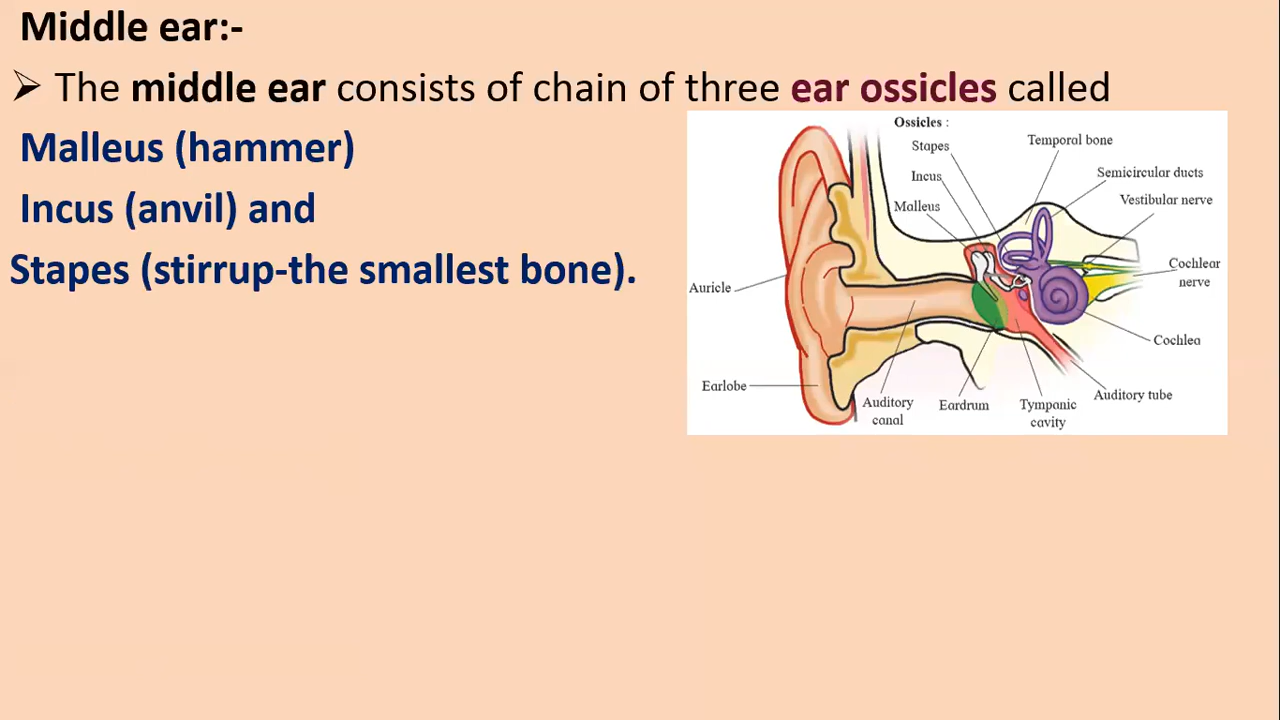 Middle ear:-
➢ The middle ear consists of chain of three ear ossicles called
Malleus (hammer)
Incus (anvil) and
Stapes (stirrup-the smallest bone).
Ossicles :
Stapes
Incus
Malleus
Temporal bone
Semicircular ducts
Vestibular nerve
Cochlear
nerve
Cochlea
Auditory tube
Tympanic
cavity
Eardrum
Auditory
canal
Earlobe
Auricle